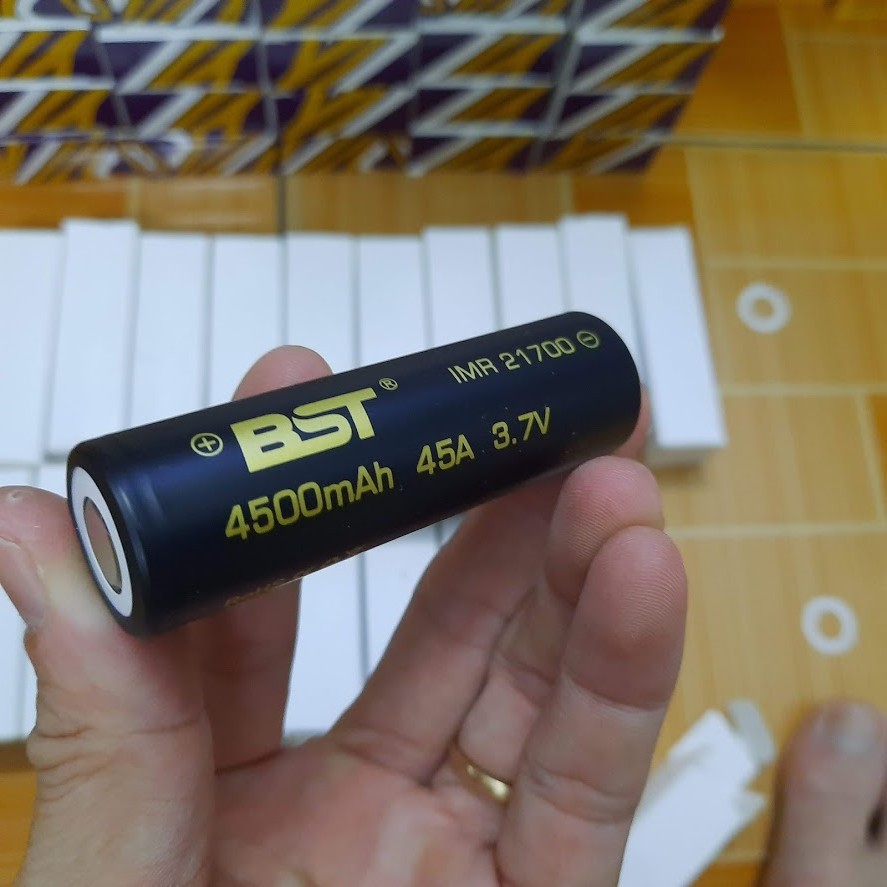 ⊕ BST® IMR 21700 ⊖
4500mAh 45A 3.7V